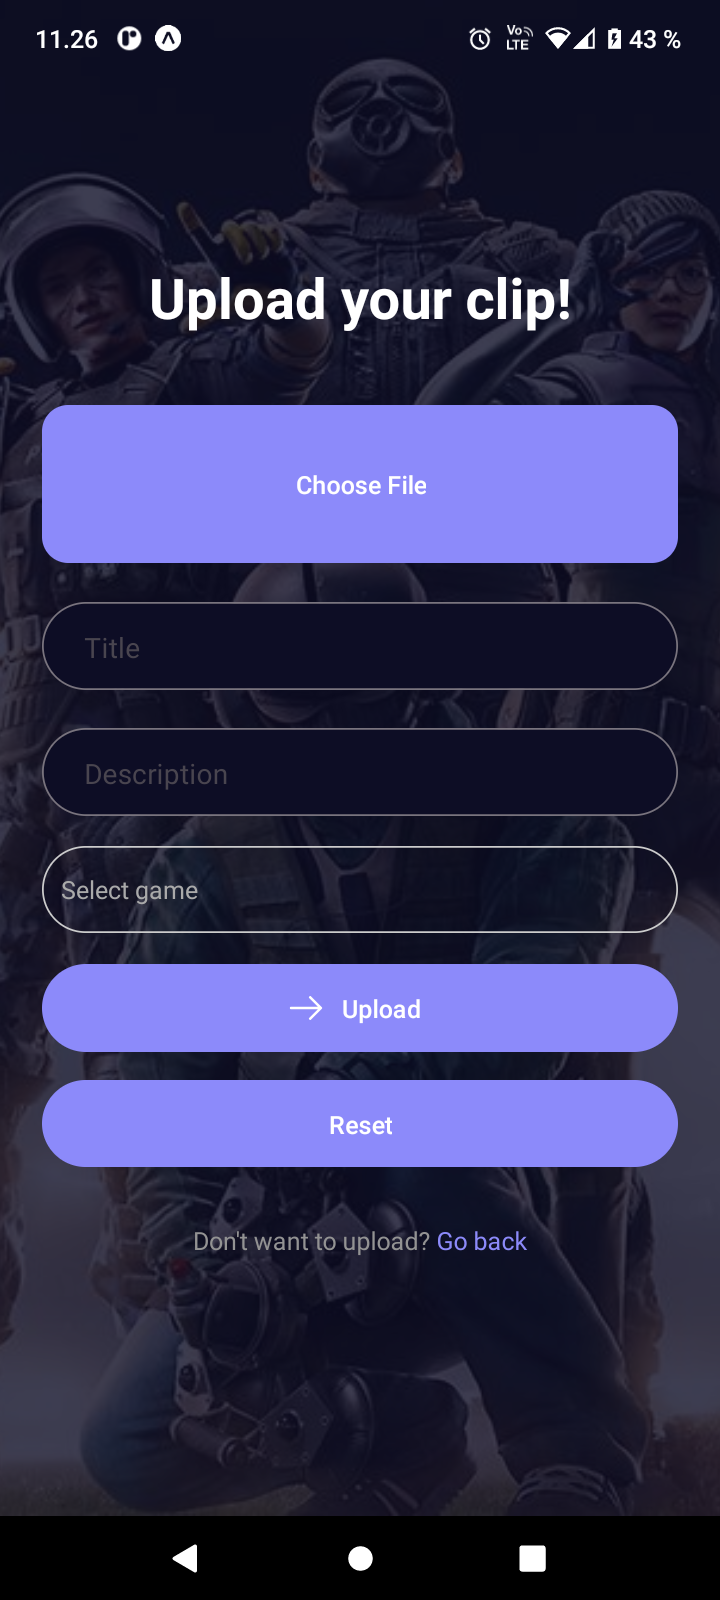 11.26 Vo LTE 43 %
Upload your clip!
Choose File
Title
Description
Select game
Upload
Reset
Don't want to upload? Go back